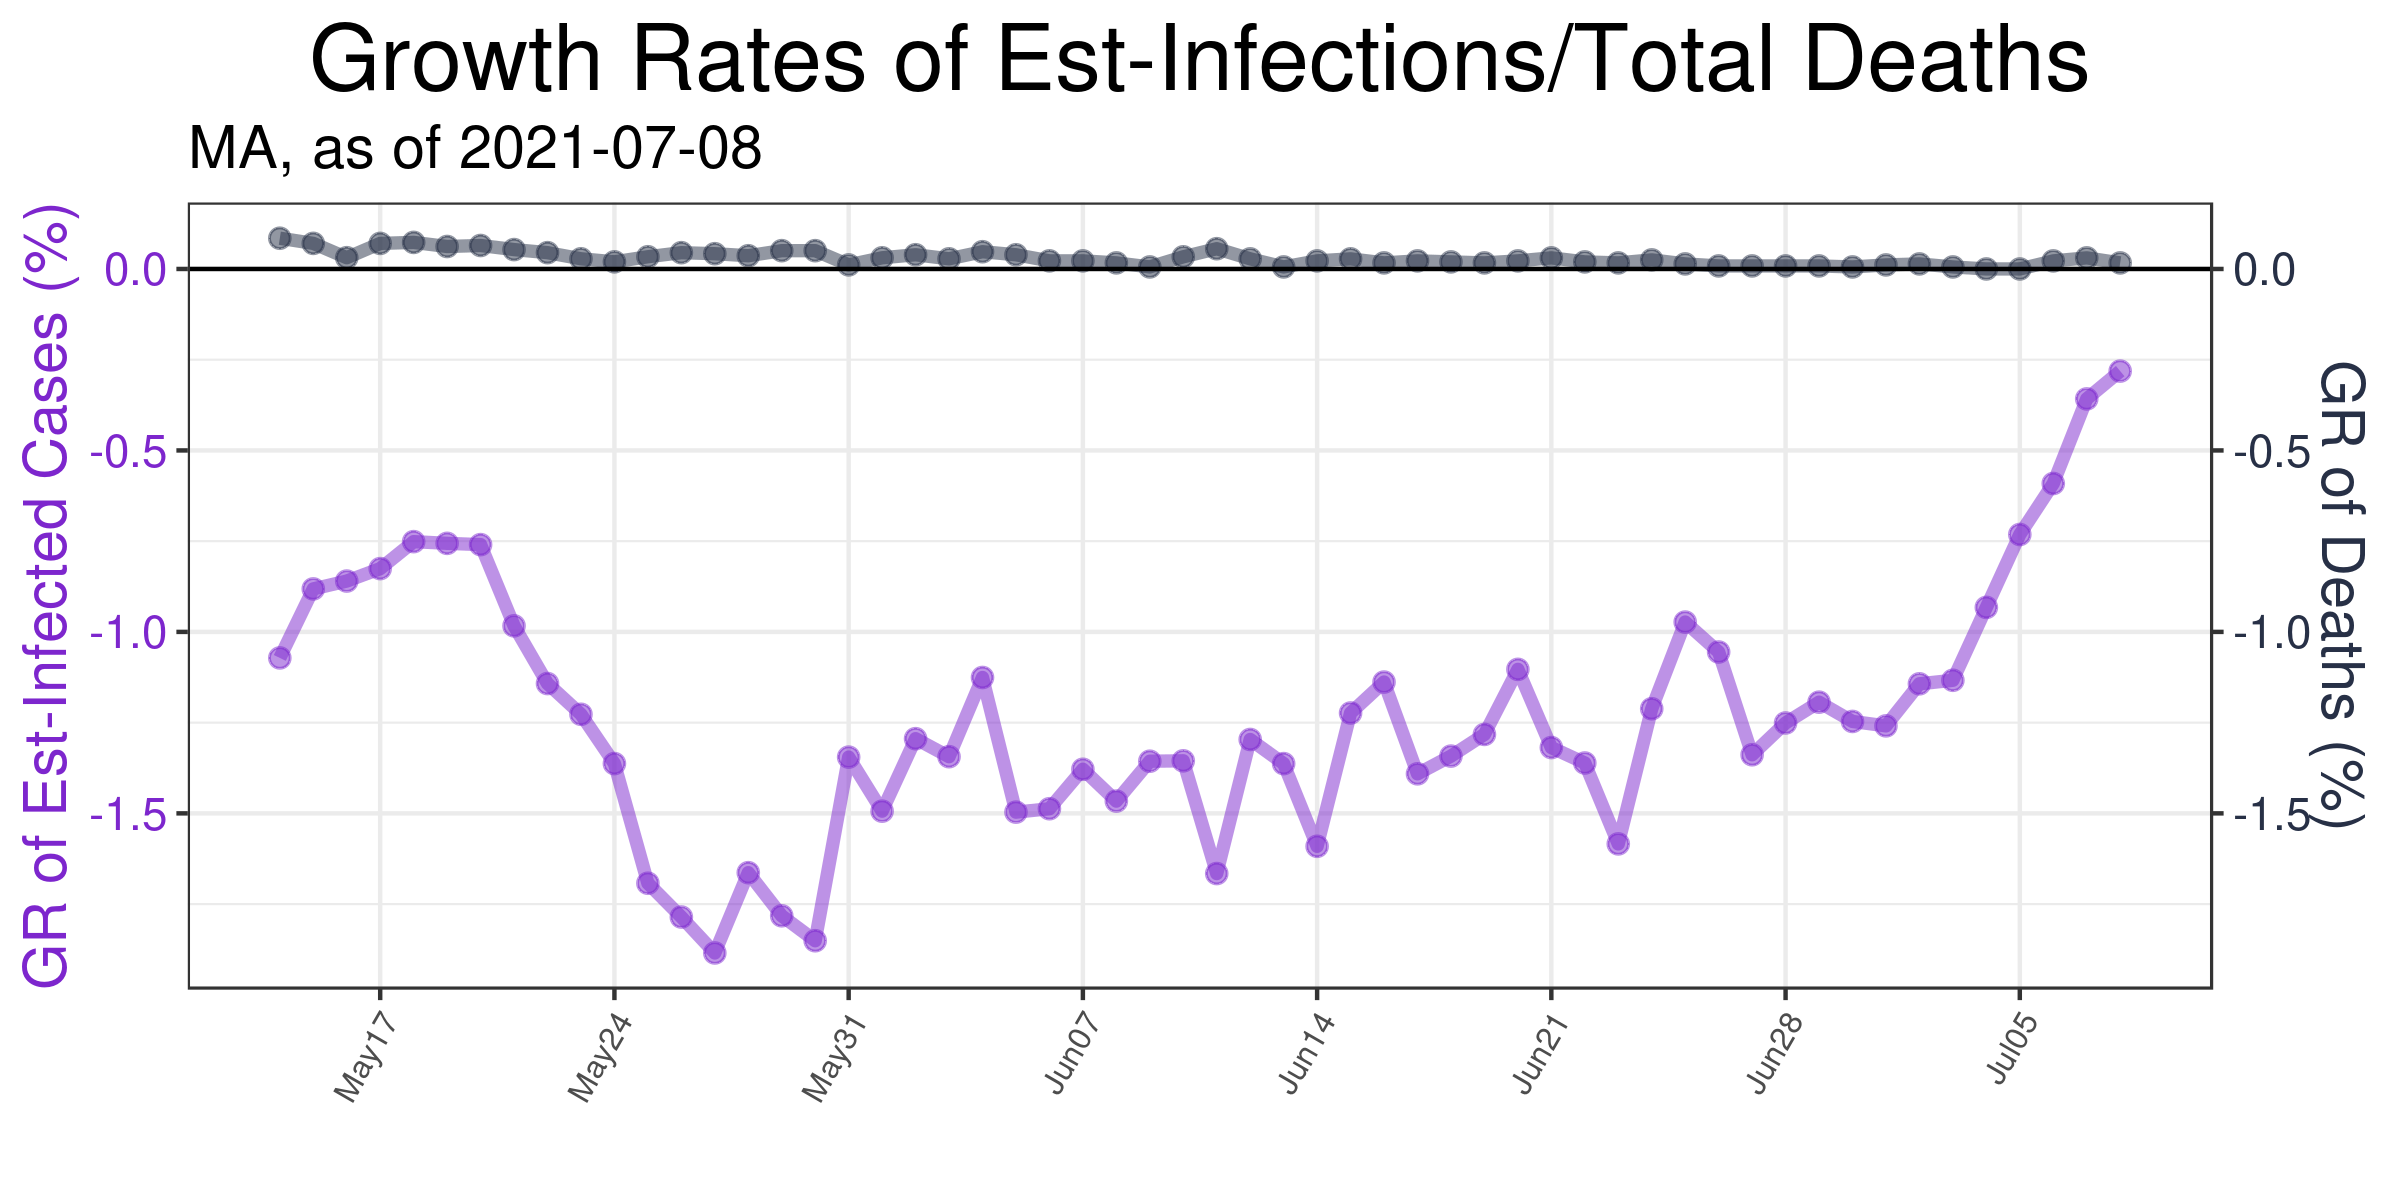 Growth Rates of Est-Infections/Total Deaths
MA, as of 2021-07-08
GR of Est-Infected Cases (%)
0.0
-0.5
-1.0
-1.5
0.0
-0.5
-1.0
-1.5
GR of Deaths (%)
May17
May24
May31
Jun07
Jun14
Jun21
Jun28
Jul05